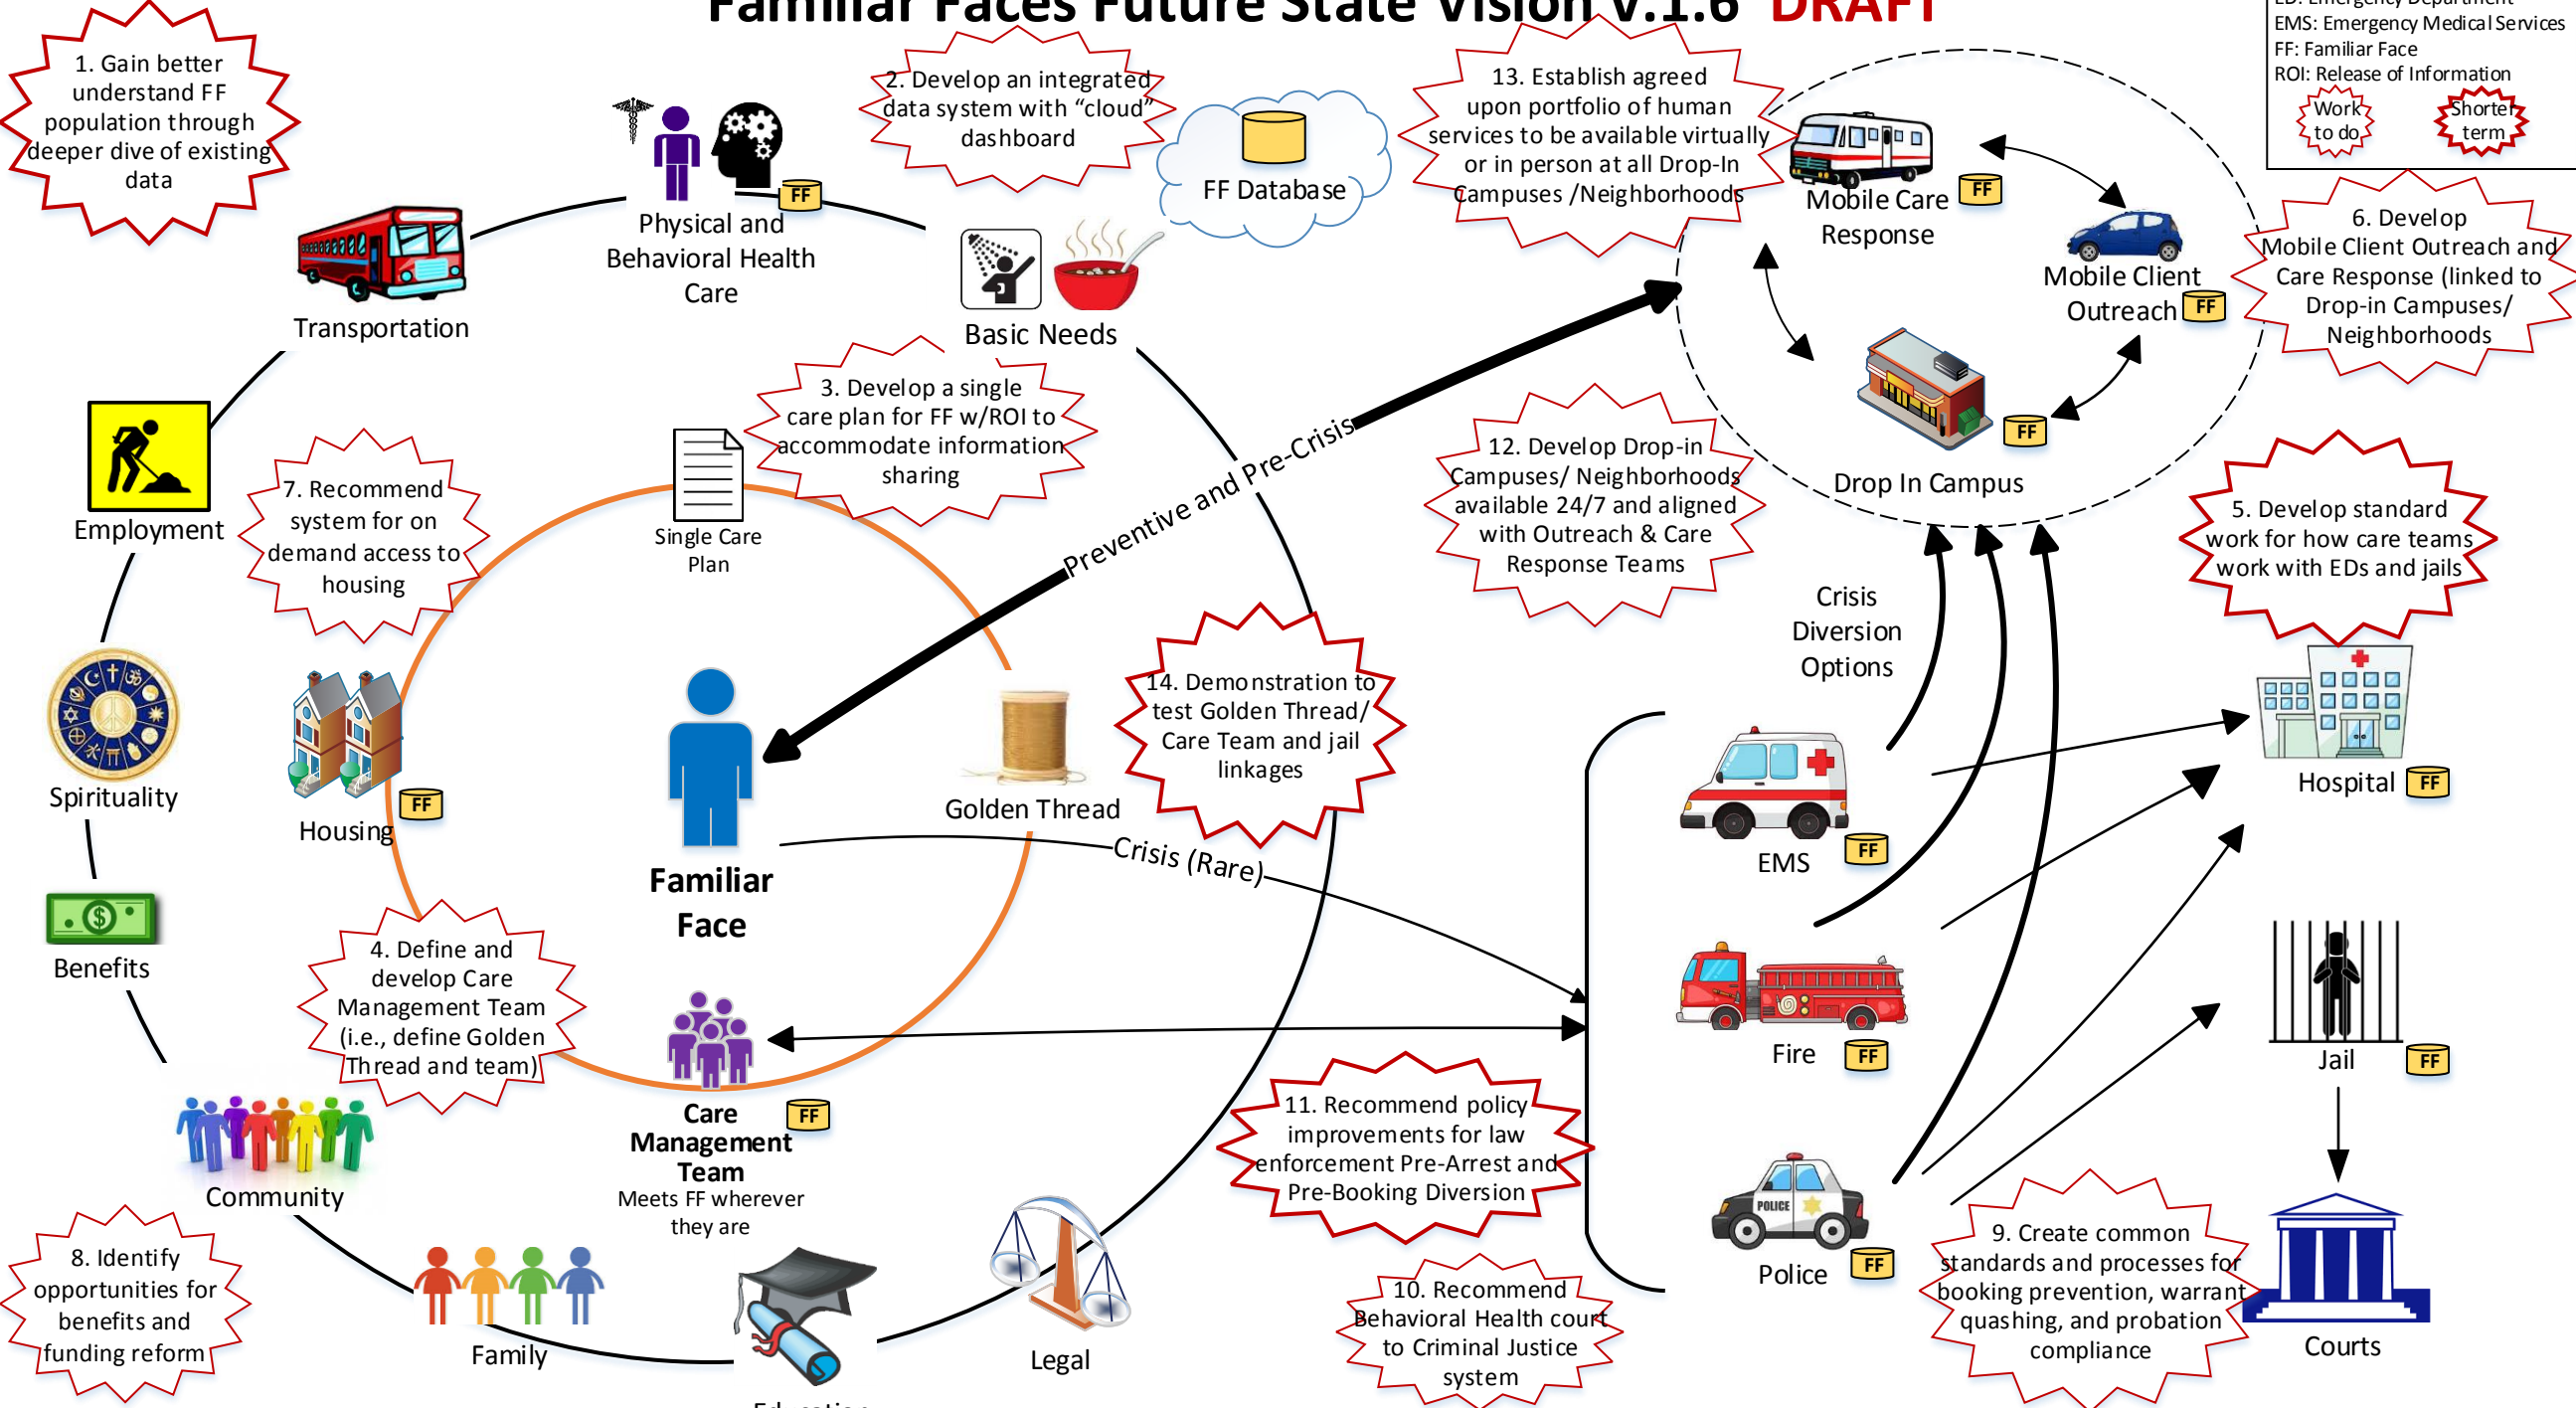 Familiar Faces Future State Vision v.1.6 DRAFT
ED: Emergency Department
EMS: Emergency Medical Services
FF: Familiar Face
ROI: Release of Information
Work
to do
Shorter
term
1. Gain better
understand FF
population through
deeper dive of existing
data
2. Develop an integrated
data system with “cloud”
dashboard
FF Database
13. Establish agreed
upon portfolio of human
services to be available virtually
or in person at all Drop-In
Campuses /Neighborhoods
Mobile Care
Response
FF
Mobile Client
Outreach
FF
6. Develop
Mobile Client Outreach and
Care Response (linked to
Drop-in Campuses/
Neighborhoods
Physical and
Behavioral Health
Care
FF
Transportation
Basic Needs
3. Develop a single
care plan for FF w/ROI to
accommodate information
sharing
Employment
7. Recommend
system for on
demand access to
housing
Single Care
Plan
Preventive and Pre-Crisis
12. Develop Drop-in
Campuses/ Neighborhoods
available 24/7 and aligned
with Outreach & Care
Response Teams
Drop In Campus
FF
5. Develop standard
work for how care teams
work with EDs and jails
Crisis
Diversion
Options
Spirituality
Housing
FF
Familiar
Face
Golden Thread
14. Demonstration to
test Golden Thread/
Care Team and jail
linkages
Crisis (Rare)
EMS
FF
Hospital
FF
Benefits
4. Define and
develop Care
Management Team
(i.e., define Golden
Thread and team)
Fire
FF
Jail
FF
Care
Management
Team
FF
Meets FF wherever
they are
Community
11. Recommend policy
improvements for law
enforcement Pre-Arrest and
Pre-Booking Diversion
POLICE
Police
FF
8. Identify
opportunities for
benefits and
funding reform
Family
Education
Legal
10. Recommend
Behavioral Health court
to Criminal Justice
system
9. Create common
standards and processes for
booking prevention, warrant
quashing, and probation
compliance
Courts